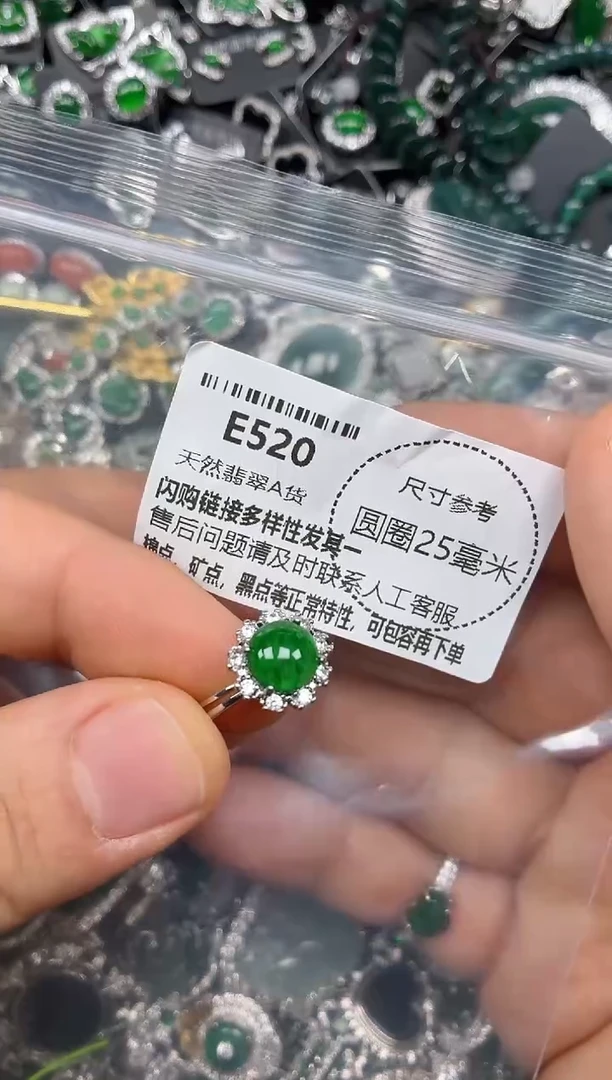 E520
天然翡翠A货
尺寸参考
圆圈25毫米
闪购链接多样性发其一
售后问题请及时联系人工客服
棉点、矿点、黑点等正常特性，可包容再下单